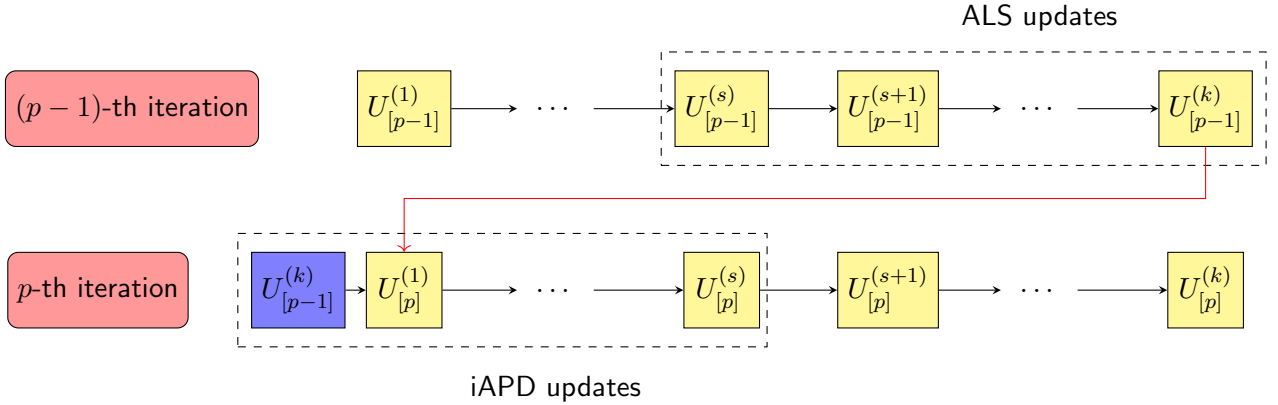 ALS updates
(p − 1)-th iteration U^{(1)}_{[p−1]} ··· U^{(s)}_{[p−1]} U^{(s+1)}_{[p−1]} ··· U^{(k)}_{[p−1]}
p-th iteration U^{(k)}_{[p−1]} U^{(1)}_{[p]} ··· U^{(s)}_{[p]} U^{(s+1)}_{[p]} ··· U^{(k)}_{[p]}
iAPD updates